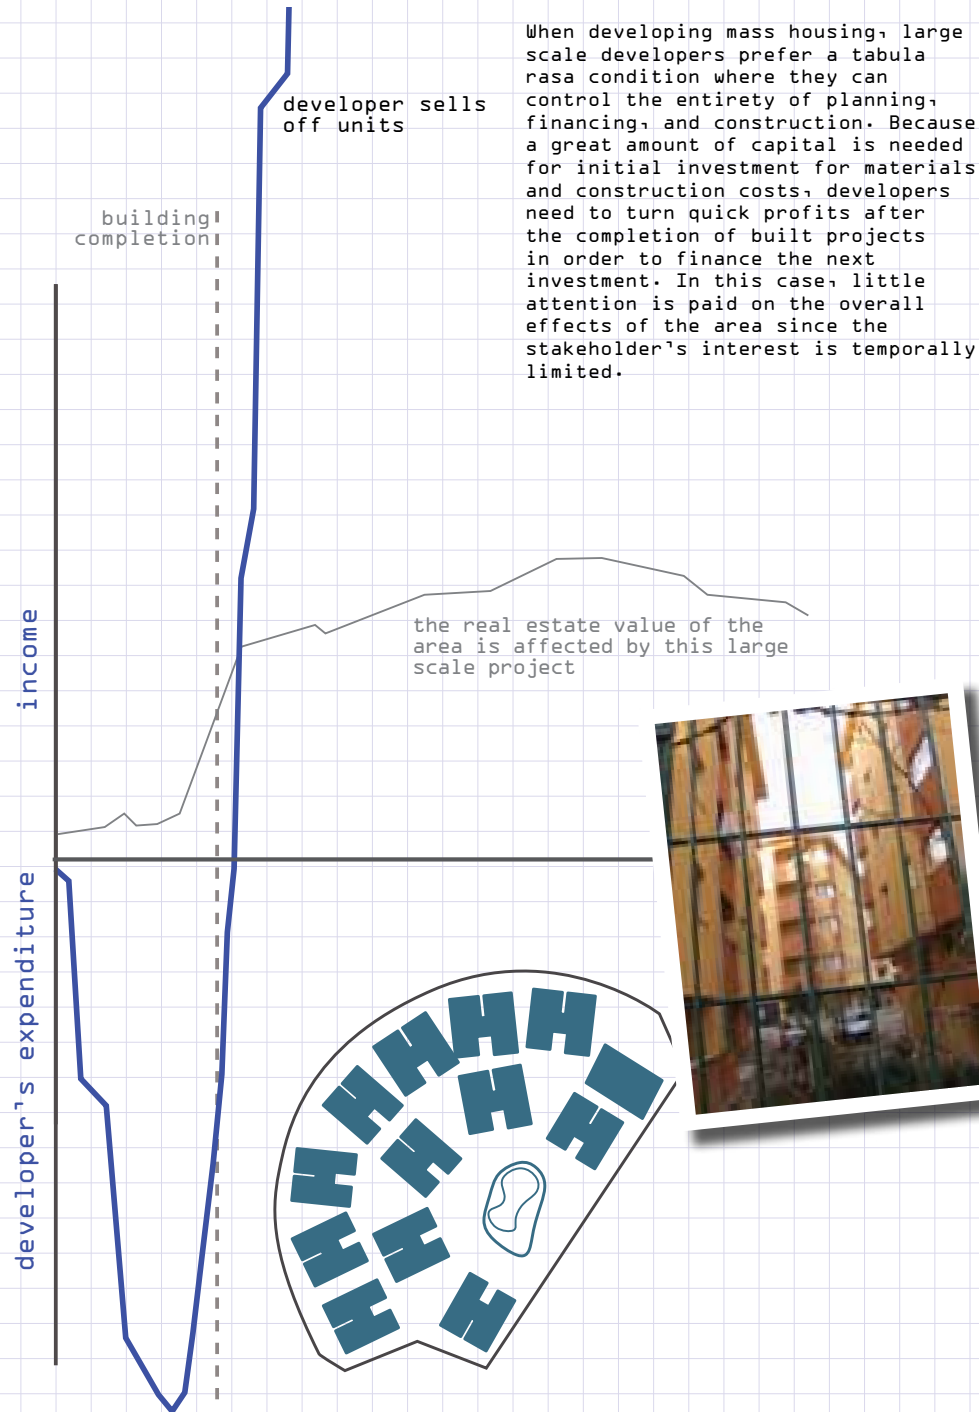 When developing mass housing, large
scale developers prefer a tabula
rasa condition where they can
control the entirety of planning,
financing, and construction. Because
a great amount of capital is needed
for initial investment for materials
and construction costs, developers
need to turn quick profits after
the completion of built projects
in order to finance the next
investment. In this case, little
attention is paid on the overall
effects of the area since the
stakeholder's interest is temporally
limited.
developer sells
off units
building
completion
income
the real estate value of the
area is affected by this large
scale project
developer's expenditure